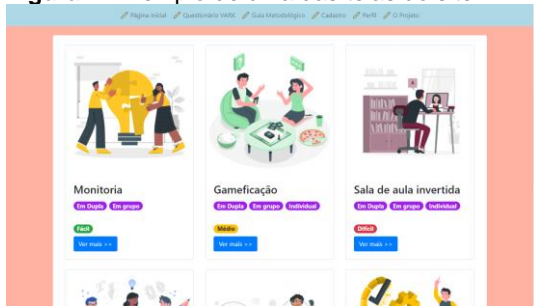 Página Inicial Questionário VARK Guia Metodológico Cadastro Perfil O Projeto
Monitoria
Em Dupla Em grupo
Fácil
Ver mais >>
Gameficação
Em Dupla Em grupo Individual
Médio
Ver mais >>
Sala de aula invertida
Em Dupla Em grupo Individual
Difícil
Ver mais >>